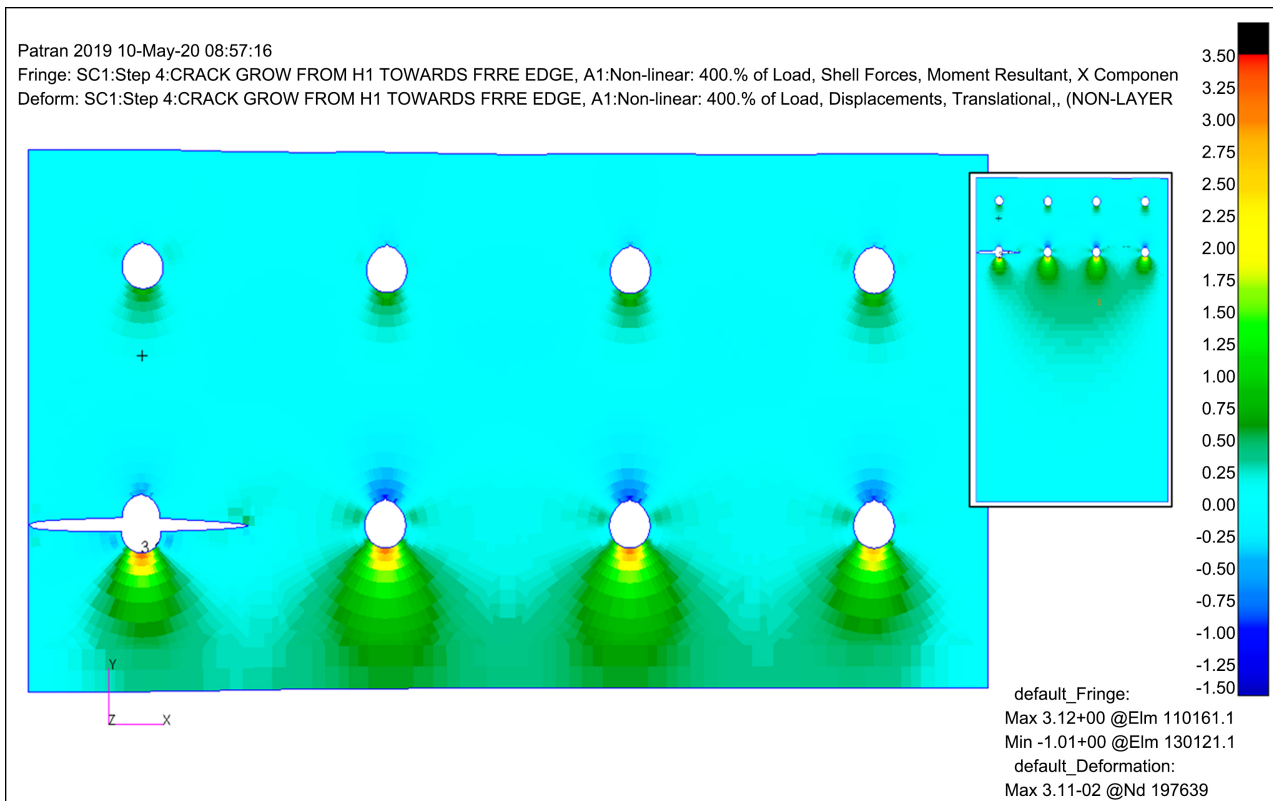 Patran 2019 10-May-20 08:57:16
Fringe: SC1:Step 4:CRACK GROW FROM H1 TOWARDS FRRE EDGE, A1:Non-linear: 400.% of Load, Shell Forces, Moment Resultant, X Componen
Deform: SC1:Step 4:CRACK GROW FROM H1 TOWARDS FRRE EDGE, A1:Non-linear: 400.% of Load, Displacements, Translational,, (NON-LAYER
3.50
3.25
3.00
2.75
2.50
2.25
2.00
1.75
1.50
1.25
1.00
0.75
0.50
0.25
0.00
-0.25
-0.50
-0.75
-1.00
-1.25
-1.50
3
Y
Z
X
default_Fringe:
Max 3.12+00 @Elm 110161.1
Min -1.01+00 @Elm 130121.1
default_Deformation:
Max 3.11-02 @Nd 197639